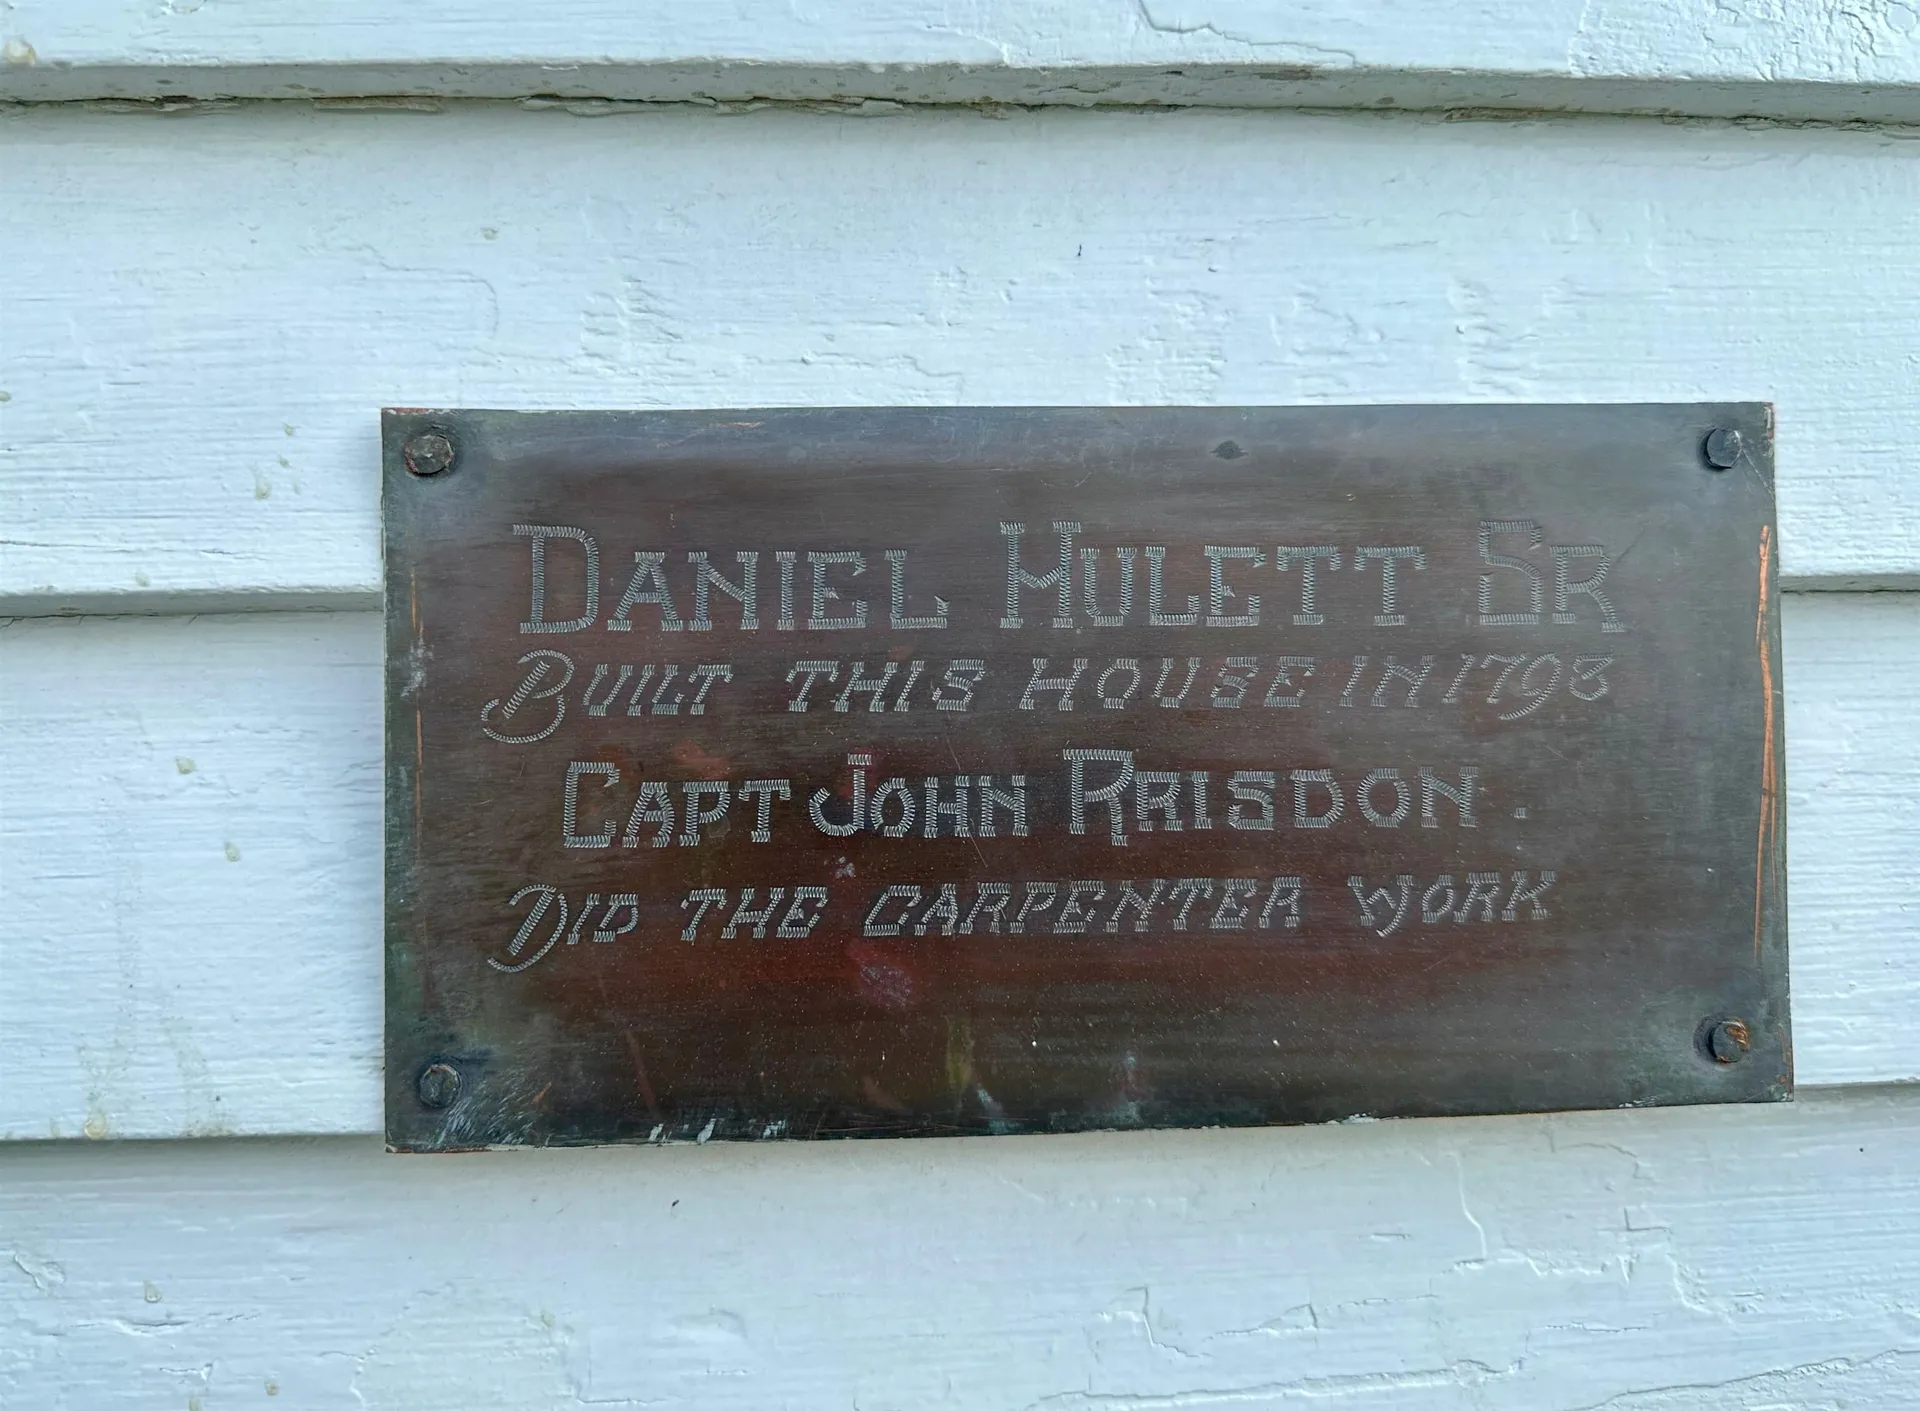 DANIEL HULETT SR
BUILT THIS HOUSE IN 1793
CAPT JOHN RRISDON.
DID THE CARPENTER WORK